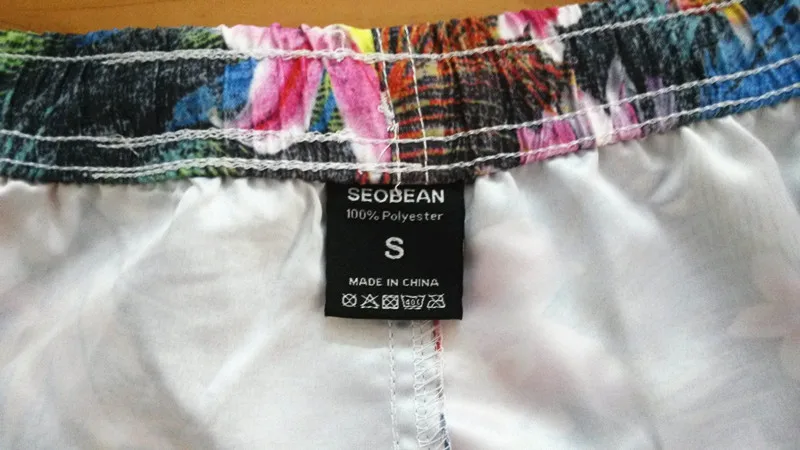 SEOBEAN
100% Polyester
S
MADE IN CHINA